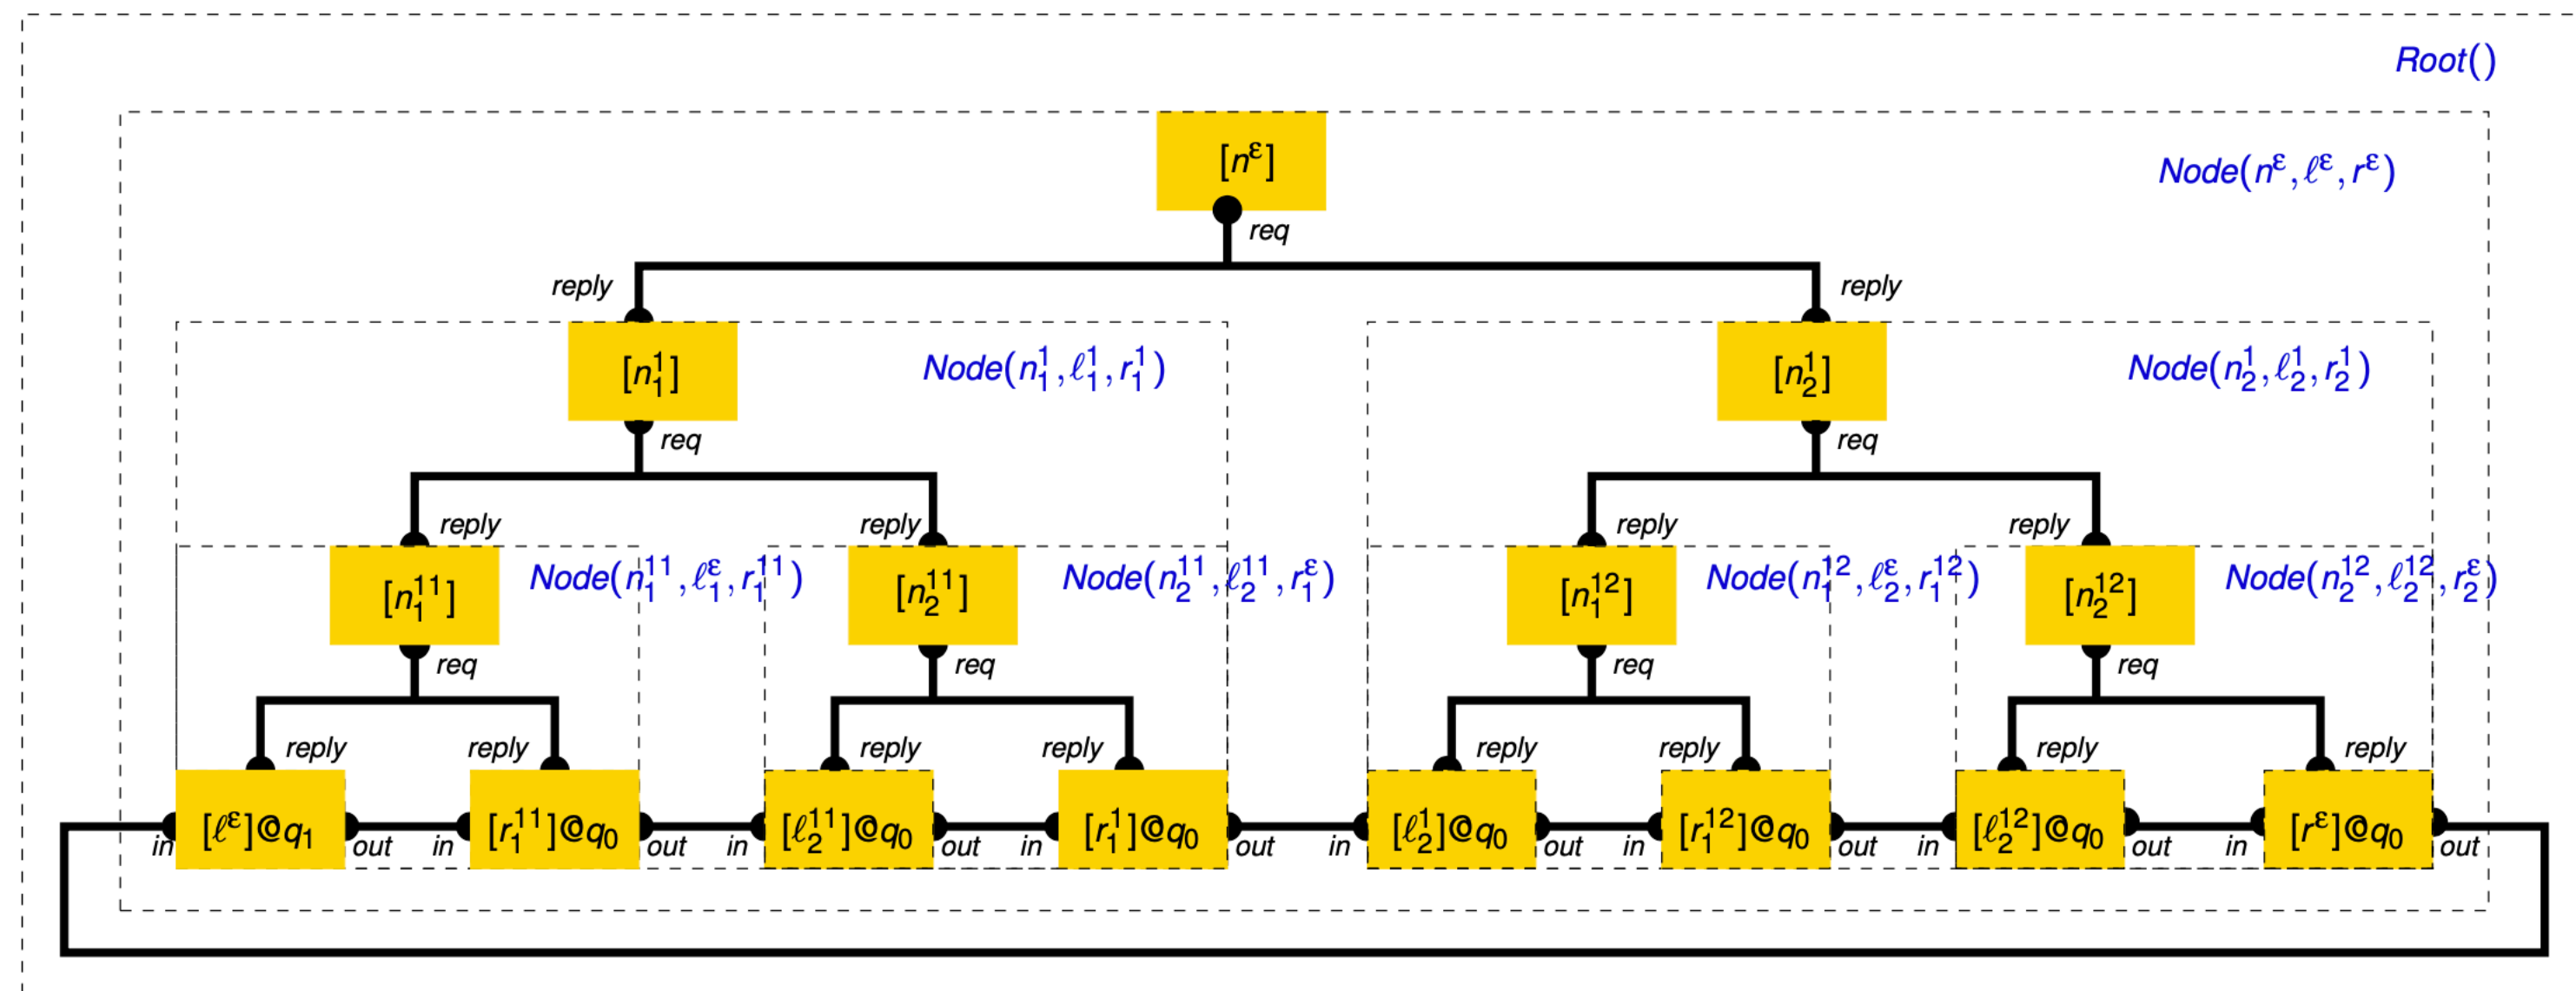 Root()
[n^ε]
Node(n^ε, ℓ^ε, r^ε)
req
reply reply
[n_1^1] Node(n_1^1, ℓ_1^1, r_1^1) [n_2^1] Node(n_2^1, ℓ_2^1, r_2^1)
req req
reply reply reply reply
[n_1^11] Node(n_1^11, ℓ_1^ε, r_1^11) [n_2^11] Node(n_2^11, ℓ_2^11, r_1^ε) [n_1^12] Node(n_1^12, ℓ_2^ε, r_1^12) [n_2^12] Node(n_2^12, ℓ_2^12, r_2^ε)
req req req req
reply reply reply reply reply reply reply reply
[ℓ^ε]@q_1 [r_1^11]@q_0 [ℓ_2^11]@q_0 [r_1^1]@q_0 [ℓ_2^1]@q_0 [r_1^12]@q_0 [ℓ_2^12]@q_0 [r^ε]@q_0
in out in out in out in out in out in out in out in out